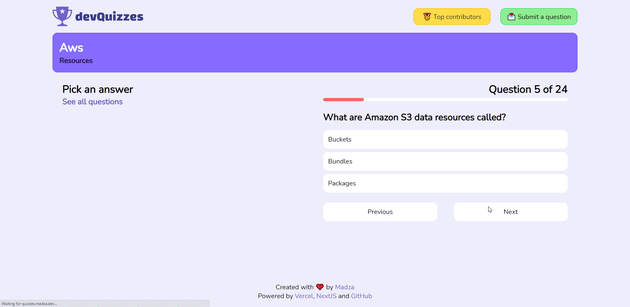 devQuizzes
Top contributors
Submit a question
Aws
Resources
Pick an answer
See all questions
Question 5 of 24
What are Amazon S3 data resources called?
Buckets
Bundles
Packages
Previous
Next
Created with ❤ by Madza
Powered by Vercel, NextJS and GitHub
Waiting for quizzes.madza.dev...